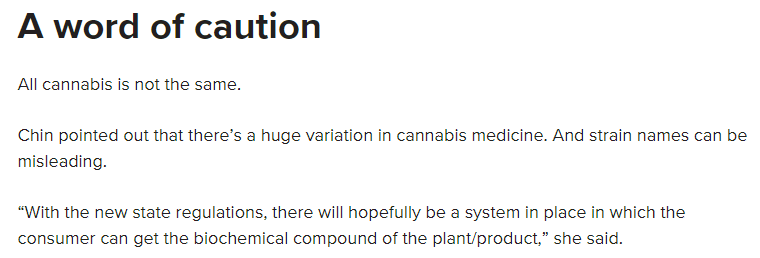 A word of caution
All cannabis is not the same.
Chin pointed out that there’s a huge variation in cannabis medicine. And strain names can be
misleading.
“With the new state regulations, there will hopefully be a system in place in which the
consumer can get the biochemical compound of the plant/product,” she said.